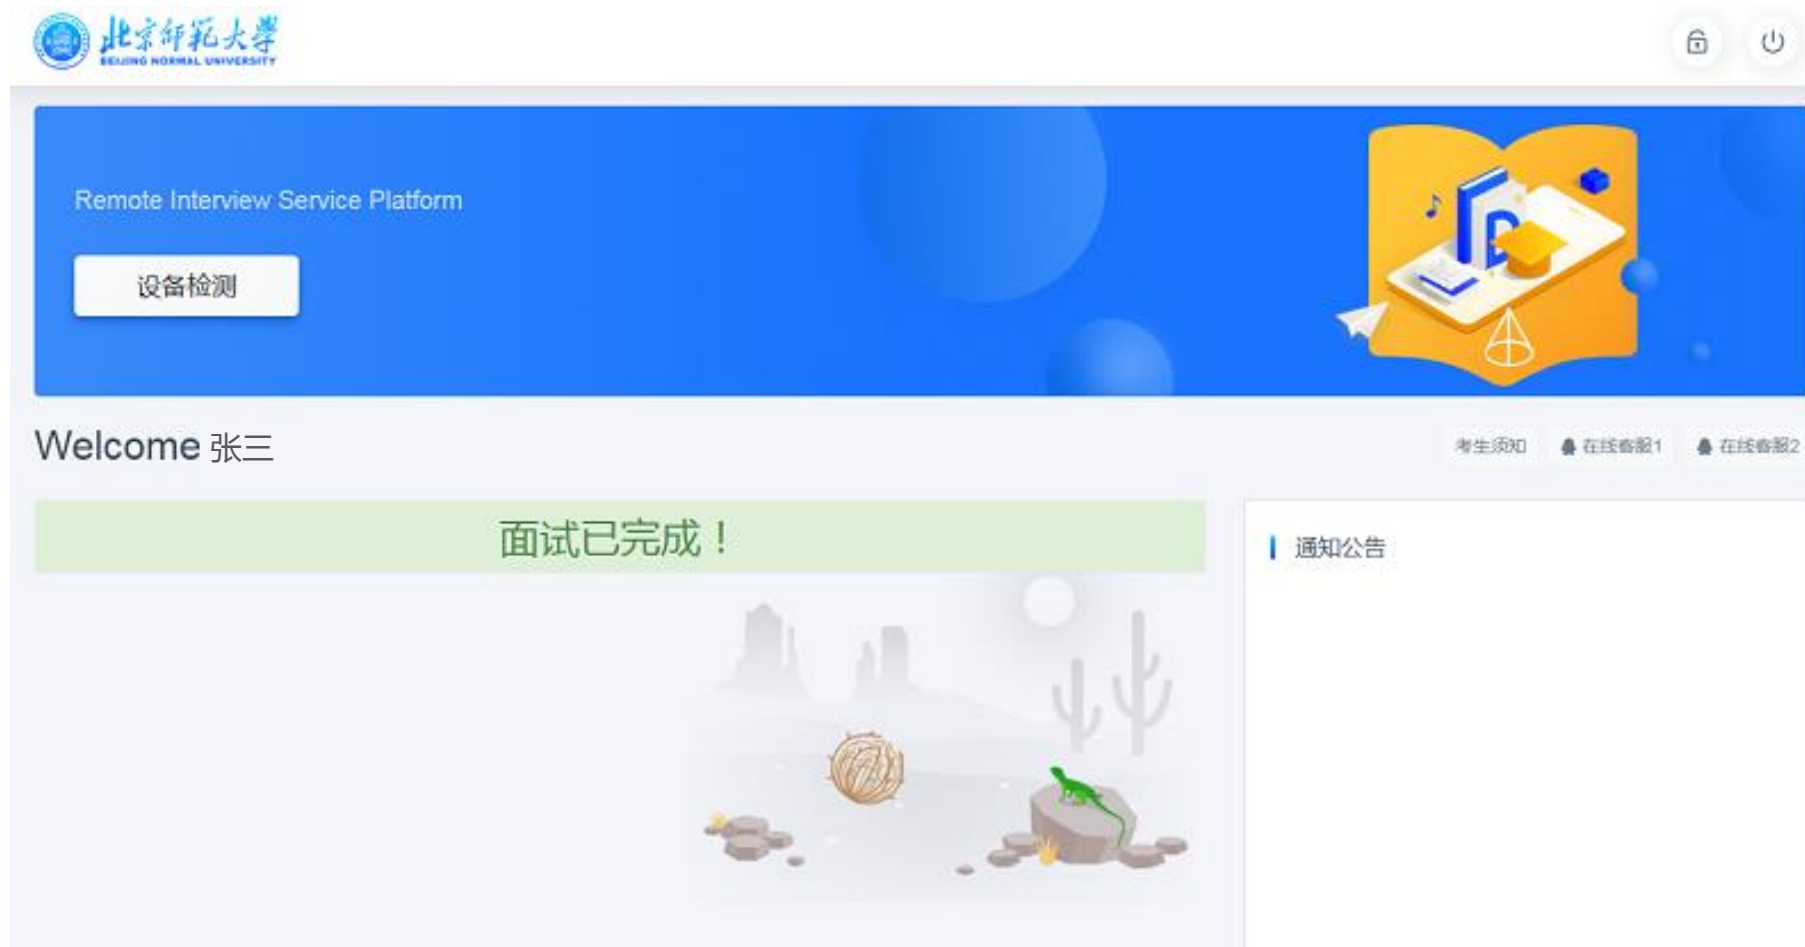 北京师範大學
BEIJING NORMAL UNIVERSITY
Remote Interview Service Platform
设备检测
Welcome 张三
考生须知 在线客服1 在线客服2
面试已完成！
通知公告